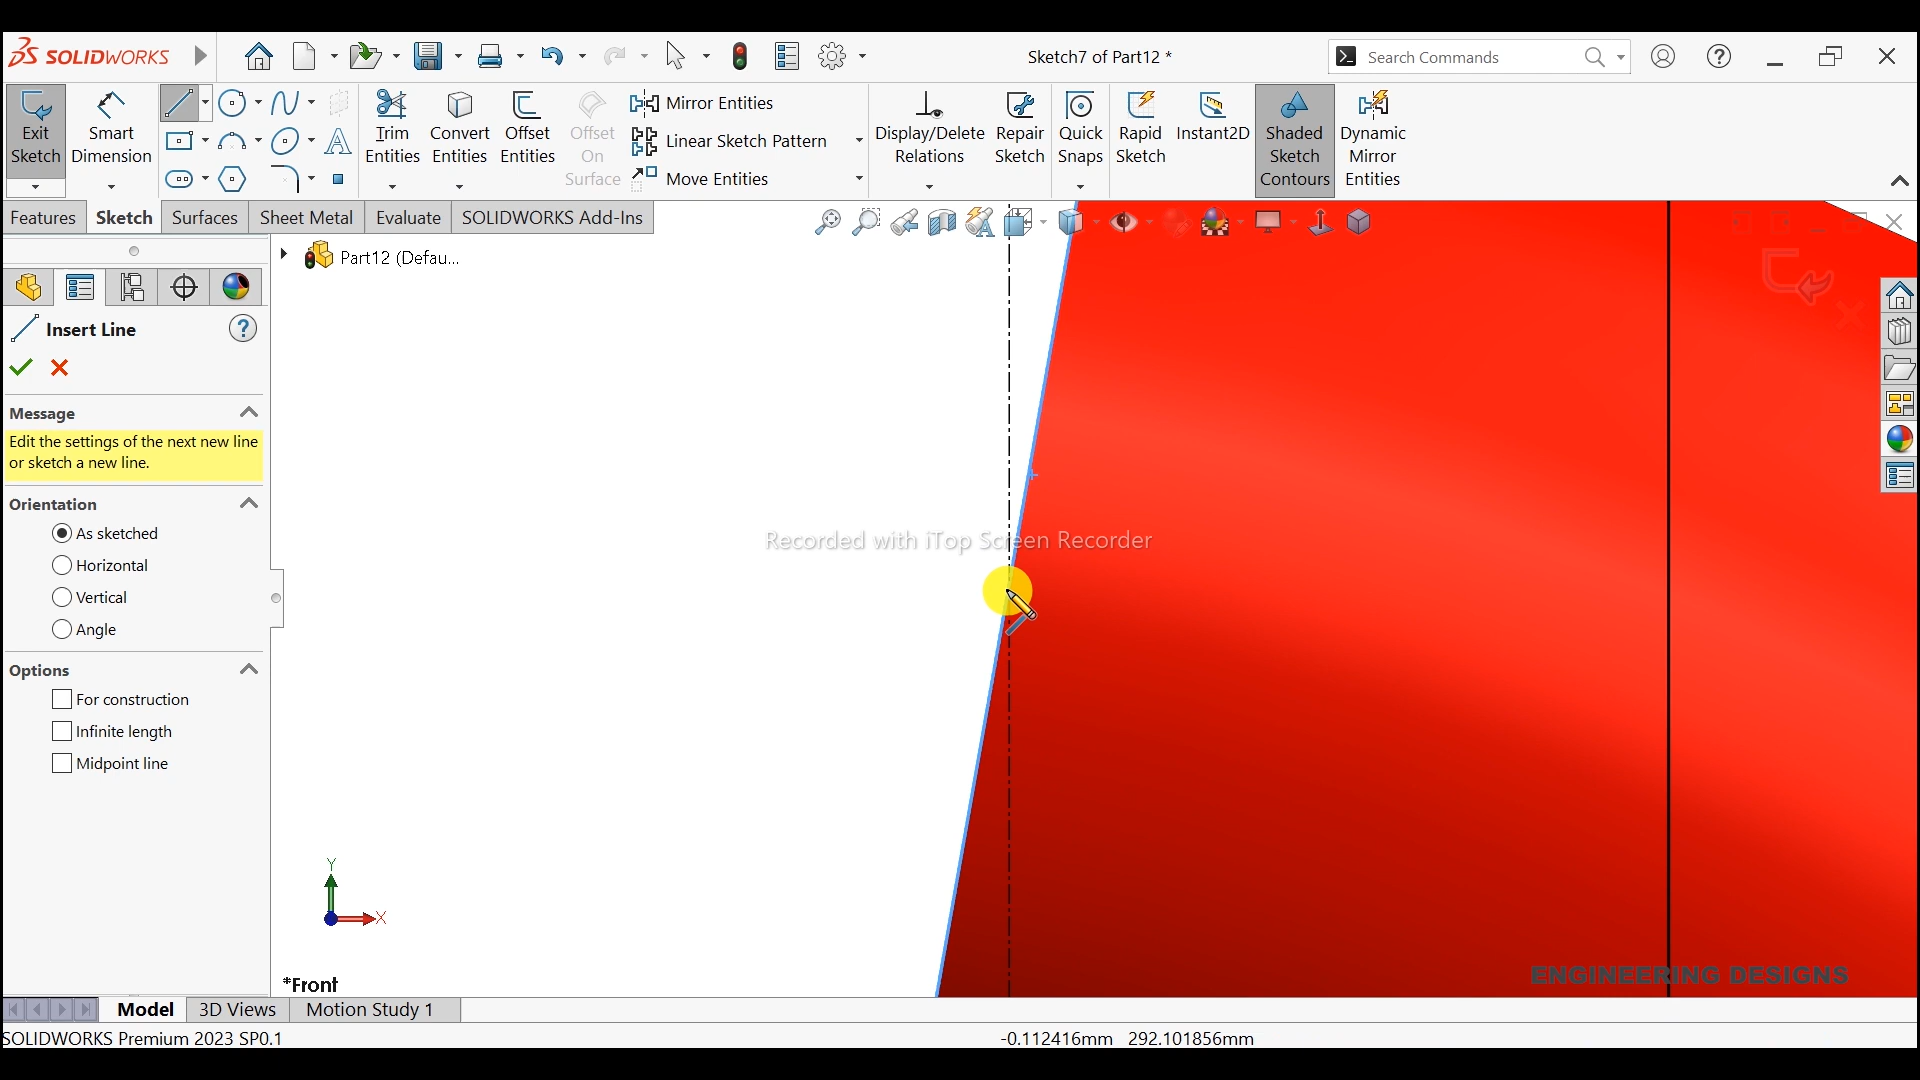 SOLIDWORKS
Sketch7 of Part12 *
Search Commands
Exit
Sketch
Smart
Dimension
Trim
Entities
Convert
Entities
Offset
Entities
Offset
On
Surface
Mirror Entities
Linear Sketch Pattern
Move Entities
Display/Delete
Relations
Repair
Sketch
Quick
Snaps
Rapid
Sketch
Instant2D
Shaded
Sketch
Contours
Dynamic
Mirror
Entities
Features
Sketch
Surfaces
Sheet Metal
Evaluate
SOLIDWORKS Add-Ins
Part12 (Defau...
Insert Line
Message
Edit the settings of the next new line
or sketch a new line.
Orientation
As sketched
Horizontal
Vertical
Angle
Options
For construction
Infinite length
Midpoint line
Recorded with iTop Screen Recorder
Y
X
*Front
ENGINEERING DESIGNS
Model
3D Views
Motion Study 1
SOLIDWORKS Premium 2023 SP0.1
-0.112416mm
292.101856mm